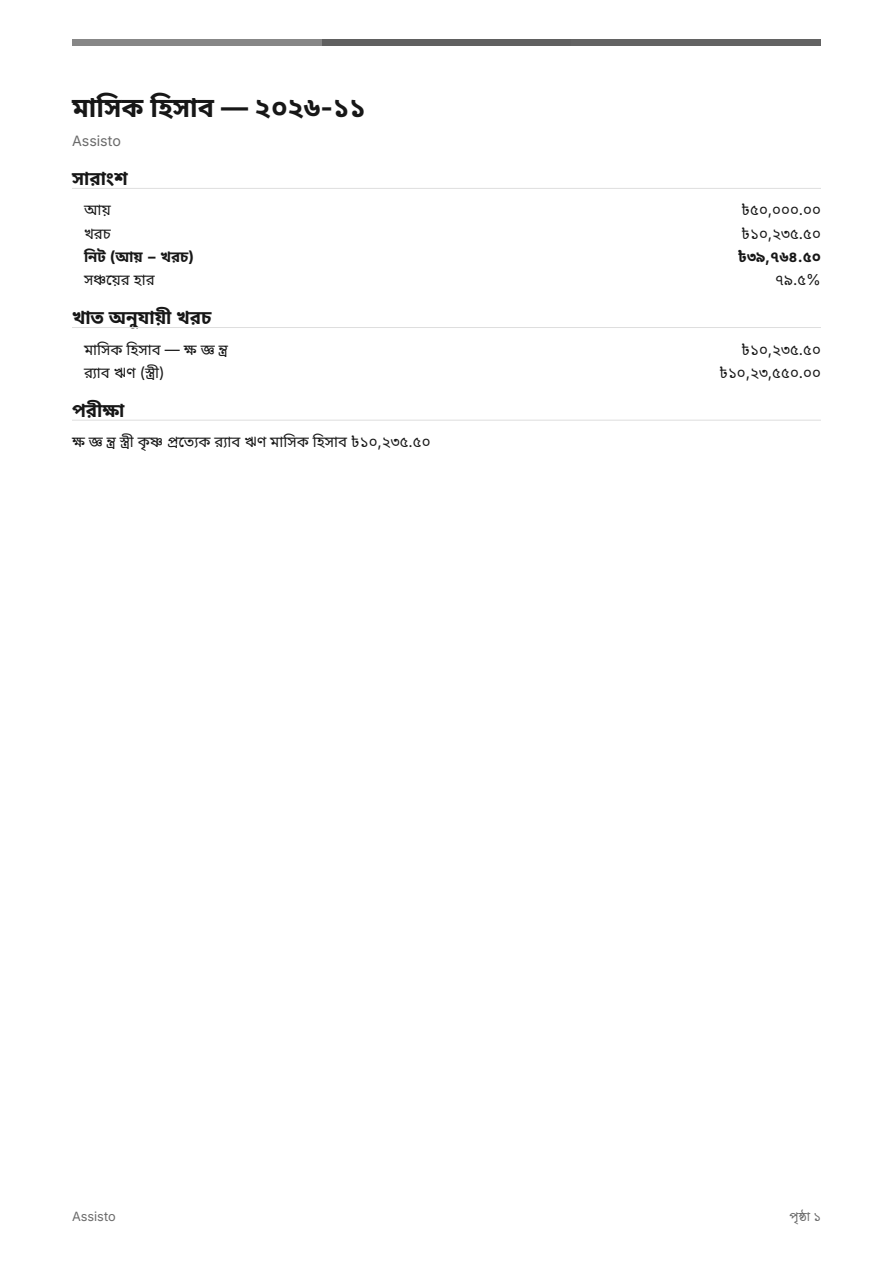 মাসিক হিসাব — ২০২৬-১১
Assisto
সারাংশ
আয় ৳৫০,০০০.০০
খরচ ৳১০,২৩৫.৫০
নিট (আয় − খরচ) ৳৩৯,৭৬৪.৫০
সঞ্চয়ের হার ৭৯.৫%
খাত অনুযায়ী খরচ
মাসিক হিসাব — ক্ষ জ্ঞ ন্ত্র ৳১০,২৩৫.৫০
র‍্যাব ঋণ (স্ত্রী) ৳১০,২৩,৫৫০.০০
পরীক্ষা
ক্ষ জ্ঞ ন্ত্র স্ত্রী কৃষ্ণ প্রত্যেক র‍্যাব ঋণ মাসিক হিসাব ৳১০,২৩৫.৫০
Assisto পৃষ্ঠা ১